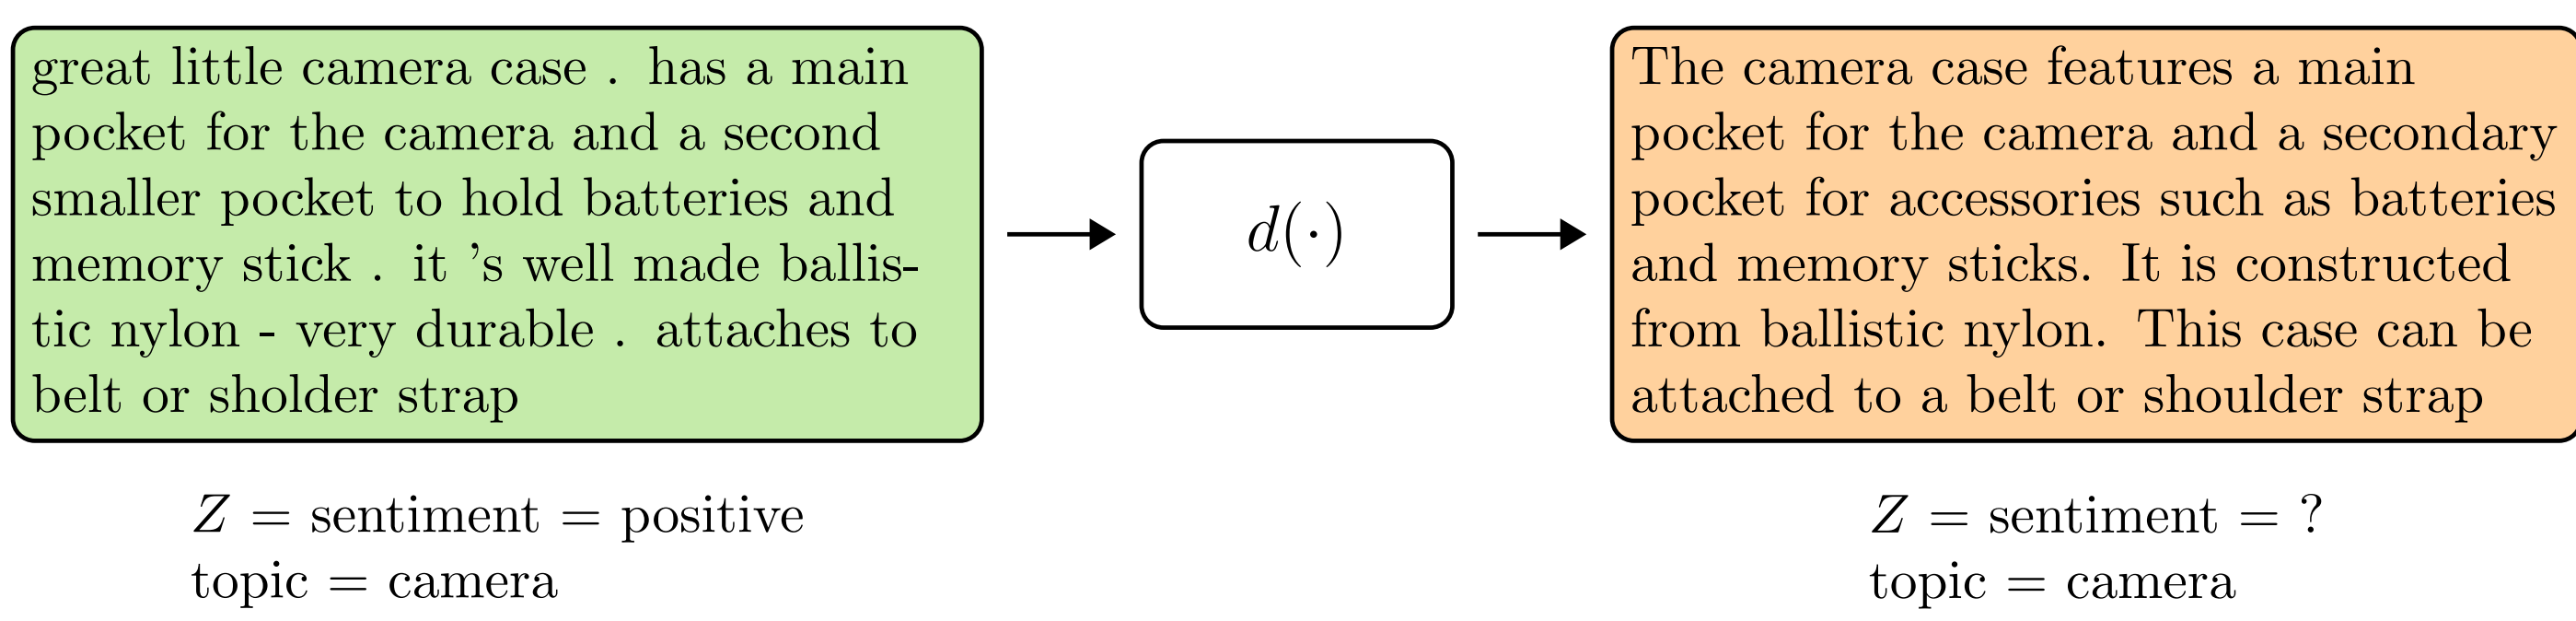 great little camera case . has a main
pocket for the camera and a second
smaller pocket to hold batteries and
memory stick . it 's well made ballis-
tic nylon - very durable . attaches to
belt or sholder strap
Z = sentiment = positive
topic = camera
d(·)
The camera case features a main
pocket for the camera and a secondary
pocket for accessories such as batteries
and memory sticks. It is constructed
from ballistic nylon. This case can be
attached to a belt or shoulder strap
Z = sentiment = ?
topic = camera